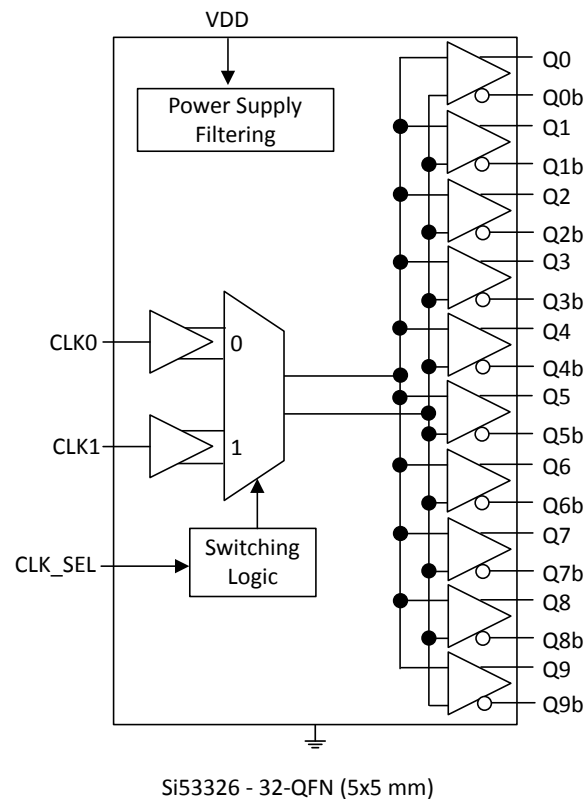 VDD
Power Supply
Filtering
CLK0
0
CLK1
1
CLK_SEL
Switching
Logic
Q0
Q0b
Q1
Q1b
Q2
Q2b
Q3
Q3b
Q4
Q4b
Q5
Q5b
Q6
Q6b
Q7
Q7b
Q8
Q8b
Q9
Q9b
Si53326 - 32-QFN (5x5 mm)